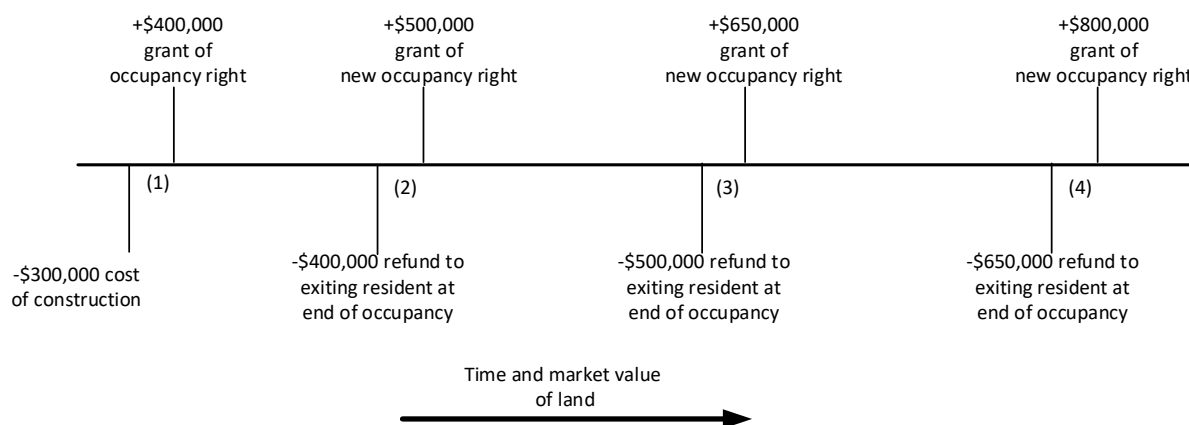 +$400,000
grant of
occupancy right
+$500,000
grant of
new occupancy right
+$650,000
grant of
new occupancy right
+$800,000
grant of
new occupancy right
(1)
(2)
(3)
(4)
-$300,000 cost
of construction
-$400,000 refund to
exiting resident at
end of occupancy
-$500,000 refund to
exiting resident at
end of occupancy
-$650,000 refund to
exiting resident at
end of occupancy
Time and market value
of land